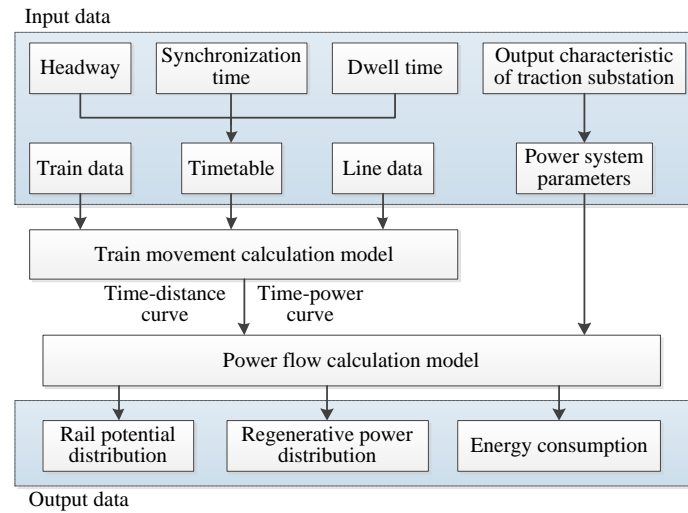 Input data
Headway
Synchronization
time
Dwell time
Output characteristic
of traction substation
Train data
Timetable
Line data
Power system
parameters
Train movement calculation model
Time-distance
curve
Time-power
curve
Power flow calculation model
Rail potential
distribution
Regenerative power
distribution
Energy consumption
Output data